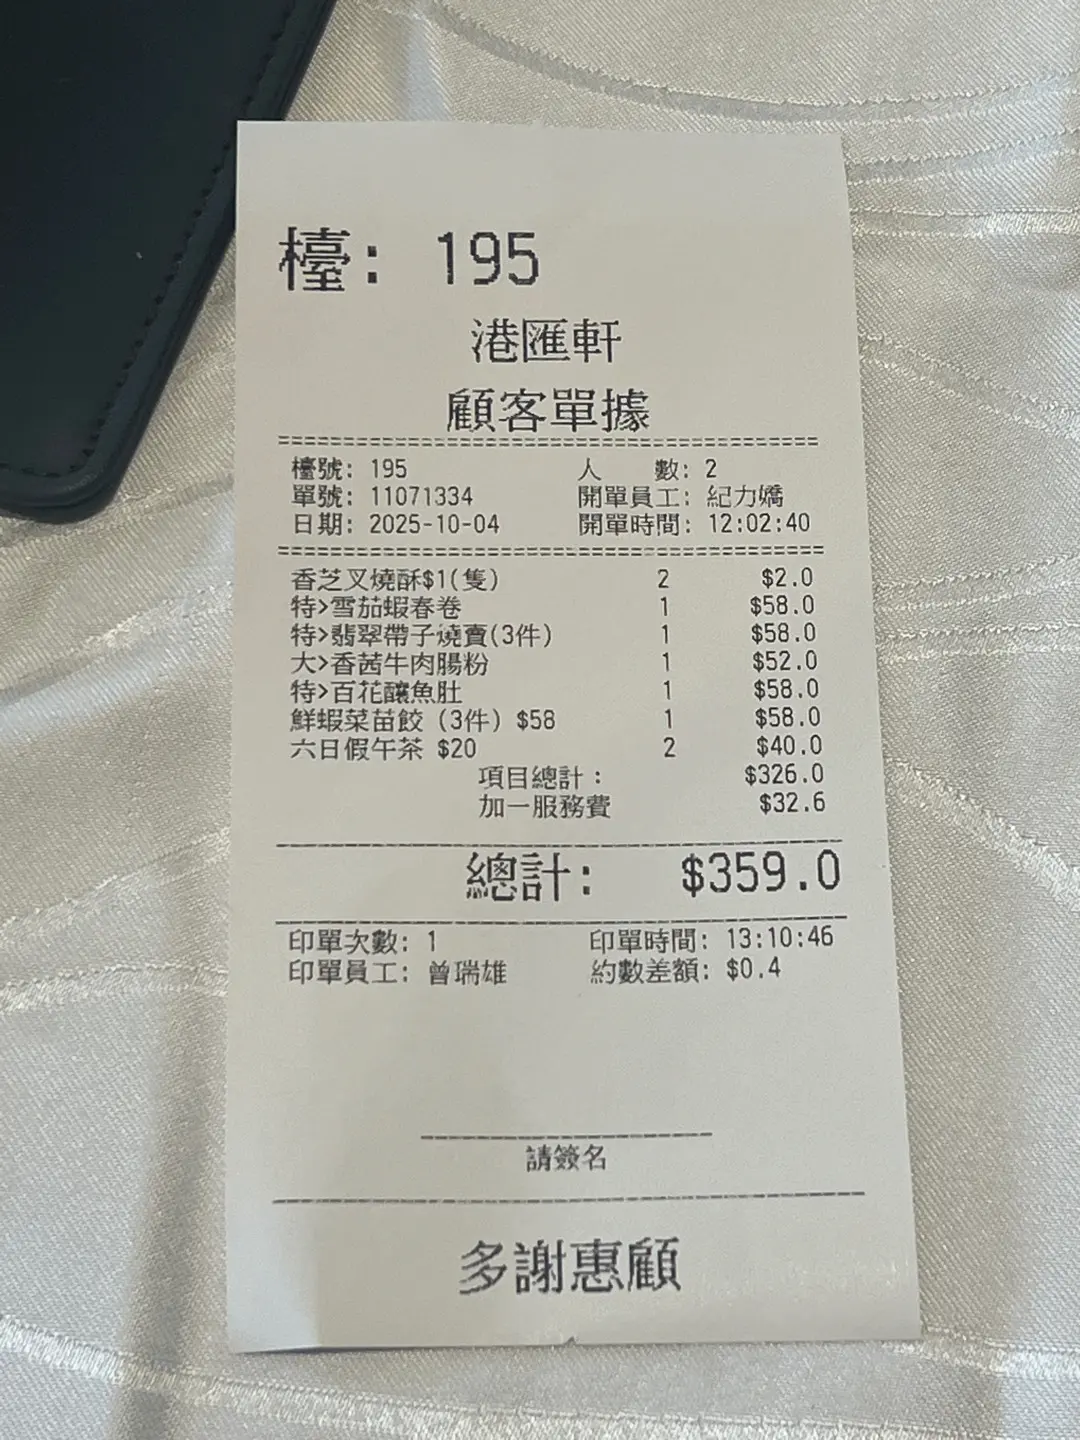 檯: 195
港匯軒
顧客單據
檯號: 195 人 數: 2
單號: 11071334 開單員工: 紀力嬌
日期: 2025-10-04 開單時間: 12:02:40
香芝叉燒酥$1(隻) 2 $2.0
特>雪茄蝦春卷 1 $58.0
特>翡翠帶子燒賣(3件) 1 $58.0
大>香茜牛肉腸粉 1 $52.0
特>百花釀魚肚 1 $58.0
鮮蝦菜苗餃 (3件) $58 1 $58.0
六日假午茶 $20 2 $40.0
項目總計: $326.0
加一服務費 $32.6
總計: $359.0
印單次數: 1 印單時間: 13:10:46
印單員工: 曾瑞雄 約數差額: $0.4
請簽名
多謝惠顧